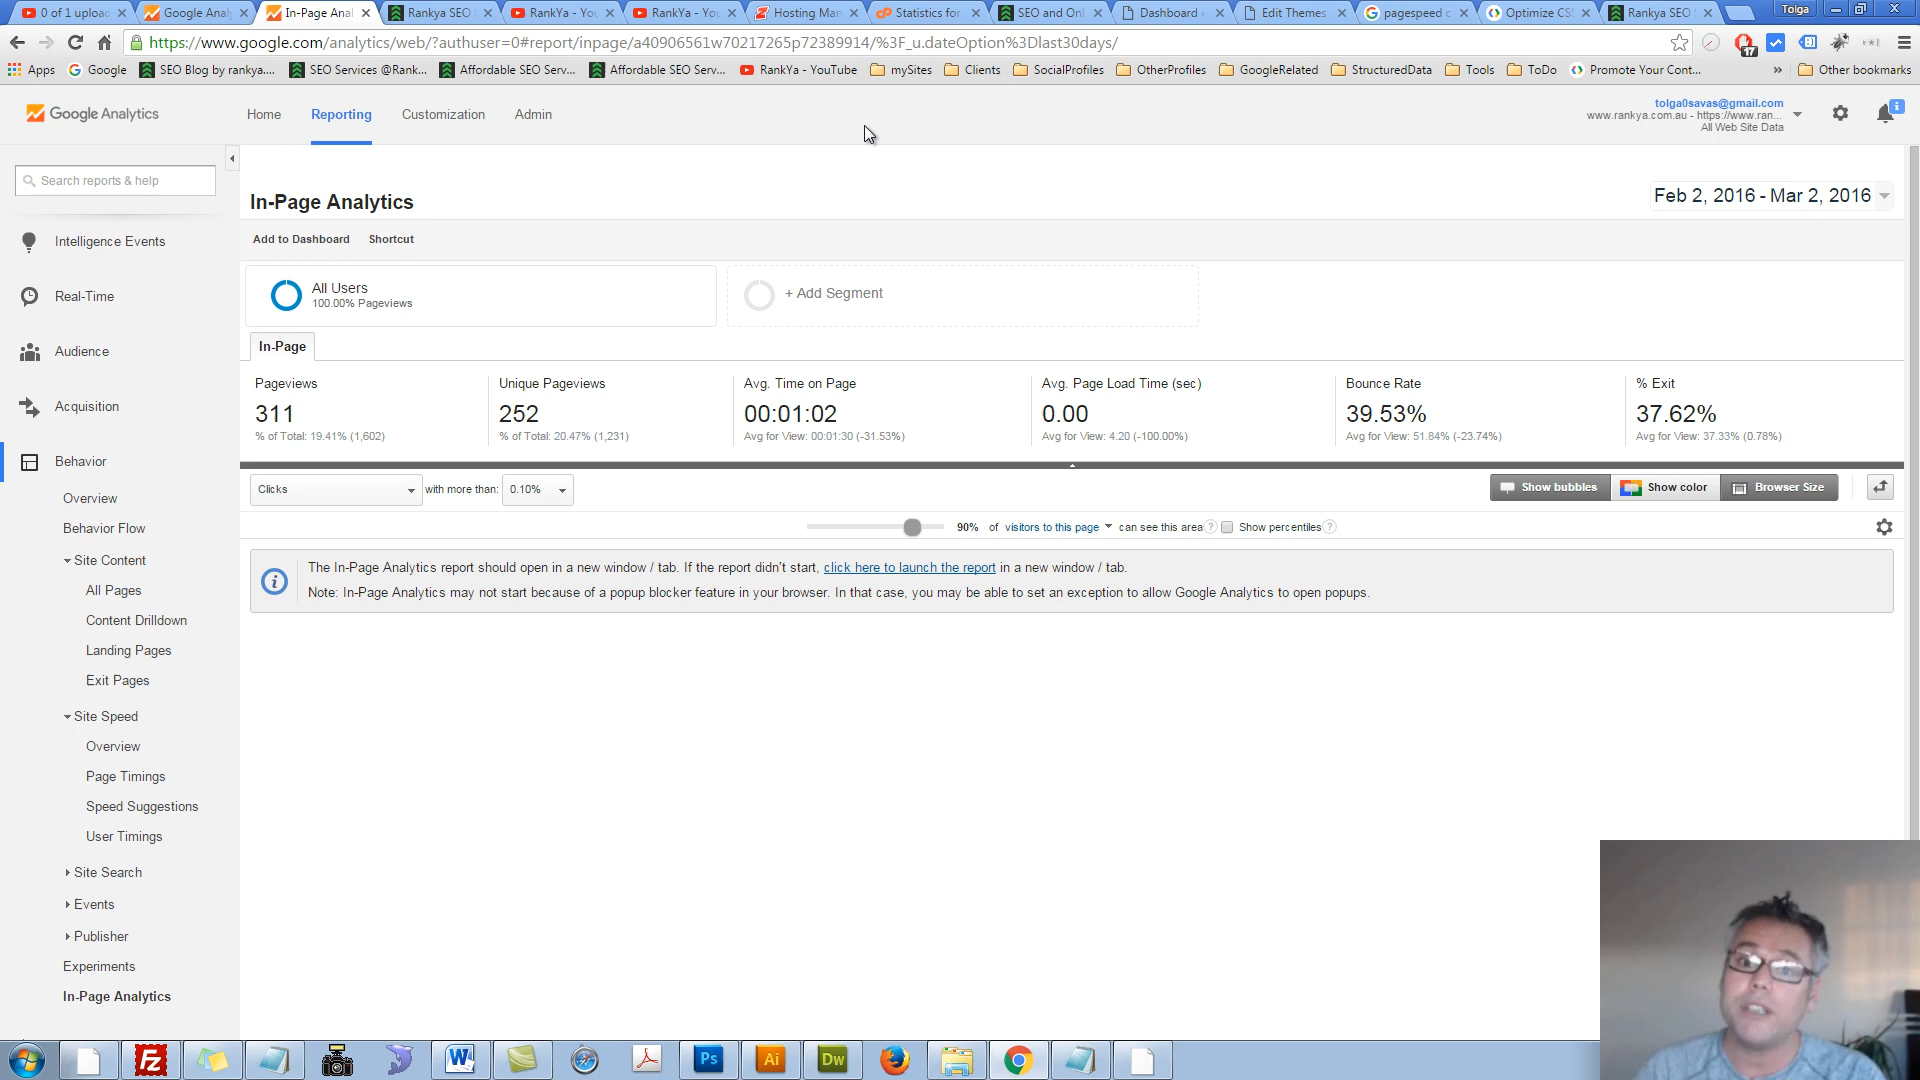 0 of 1 upload
Google Anal
In-Page Anal
Rankya SEO
RankYa - You
RankYa - You
Hosting Man
Statistics for
SEO and Onl
Dashboard
Edit Themes
pagespeed c
Optimize CSS
Rankya SEO
Tolga
https://www.google.com/analytics/web/?authuser=0#report/inpage/a40906561w70217265p72389914/%3F_u.dateOption%3Dlast30days/
17
Apps
Google
SEO Blog by rankya....
SEO Services @Rank...
Affordable SEO Serv...
Affordable SEO Serv...
RankYa - YouTube
mySites
Clients
SocialProfiles
OtherProfiles
GoogleRelated
StructuredData
Tools
ToDo
Promote Your Cont...
»
Other bookmarks
Google Analytics
Home
Reporting
Customization
Admin
tolga0savas@gmail.com
www.rankya.com.au - https://www.ran...
All Web Site Data
Search reports & help
Intelligence Events
Real-Time
Audience
Acquisition
Behavior
Overview
Behavior Flow
Site Content
All Pages
Content Drilldown
Landing Pages
Exit Pages
Site Speed
Overview
Page Timings
Speed Suggestions
User Timings
Site Search
Events
Publisher
Experiments
In-Page Analytics
In-Page Analytics
Feb 2, 2016 - Mar 2, 2016
Add to Dashboard
Shortcut
All Users
100.00% Pageviews
+ Add Segment
In-Page
Pageviews
311
% of Total: 19.41% (1,602)
Unique Pageviews
252
% of Total: 20.47% (1,231)
Avg. Time on Page
00:01:02
Avg for View: 00:01:30 (-31.53%)
Avg. Page Load Time (sec)
0.00
Avg for View: 4.20 (-100.00%)
Bounce Rate
39.53%
Avg for View: 51.84% (-23.74%)
% Exit
37.62%
Avg for View: 37.33% (0.78%)
Clicks
with more than:
0.10%
Show bubbles
Show color
Browser Size
90% of visitors to this page can see this area ? Show percentiles ?
The In-Page Analytics report should open in a new window / tab. If the report didn't start, click here to launch the report in a new window / tab.
Note: In-Page Analytics may not start because of a popup blocker feature in your browser. In that case, you may be able to set an exception to allow Google Analytics to open popups.
Fz
W
Ps
Ai
Dw